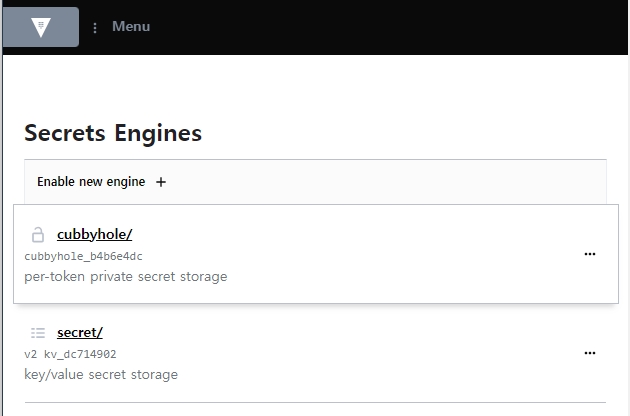 Menu
Secrets Engines
Enable new engine +
cubbyhole/
cubbyhole_b4b6e4dc
per-token private secret storage
secret/
v2 kv_dc714902
key/value secret storage